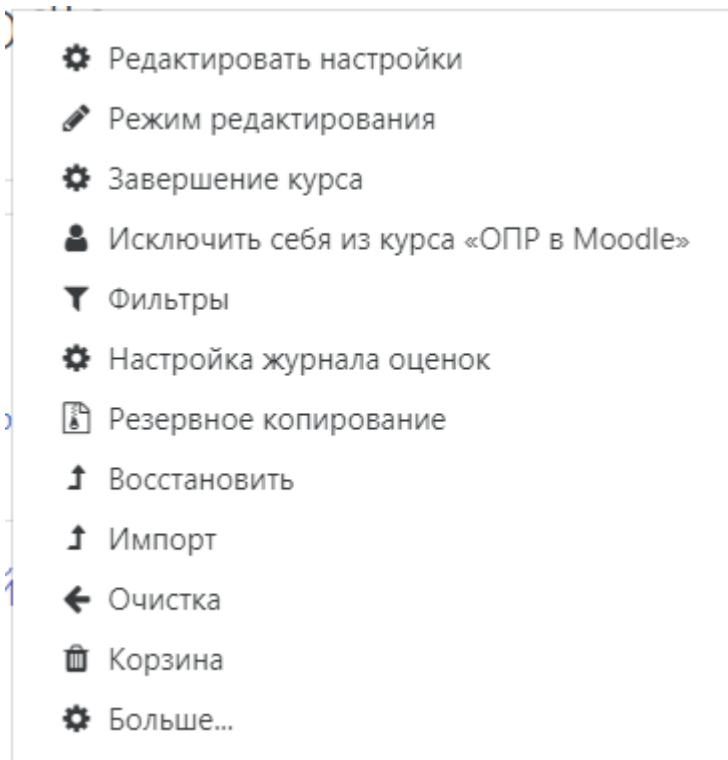 Редактировать настройки
Режим редактирования
Завершение курса
Исключить себя из курса «ОПР в Moodle»
Фильтры
Настройка журнала оценок
Резервное копирование
Восстановить
Импорт
Очистка
Корзина
Больше...